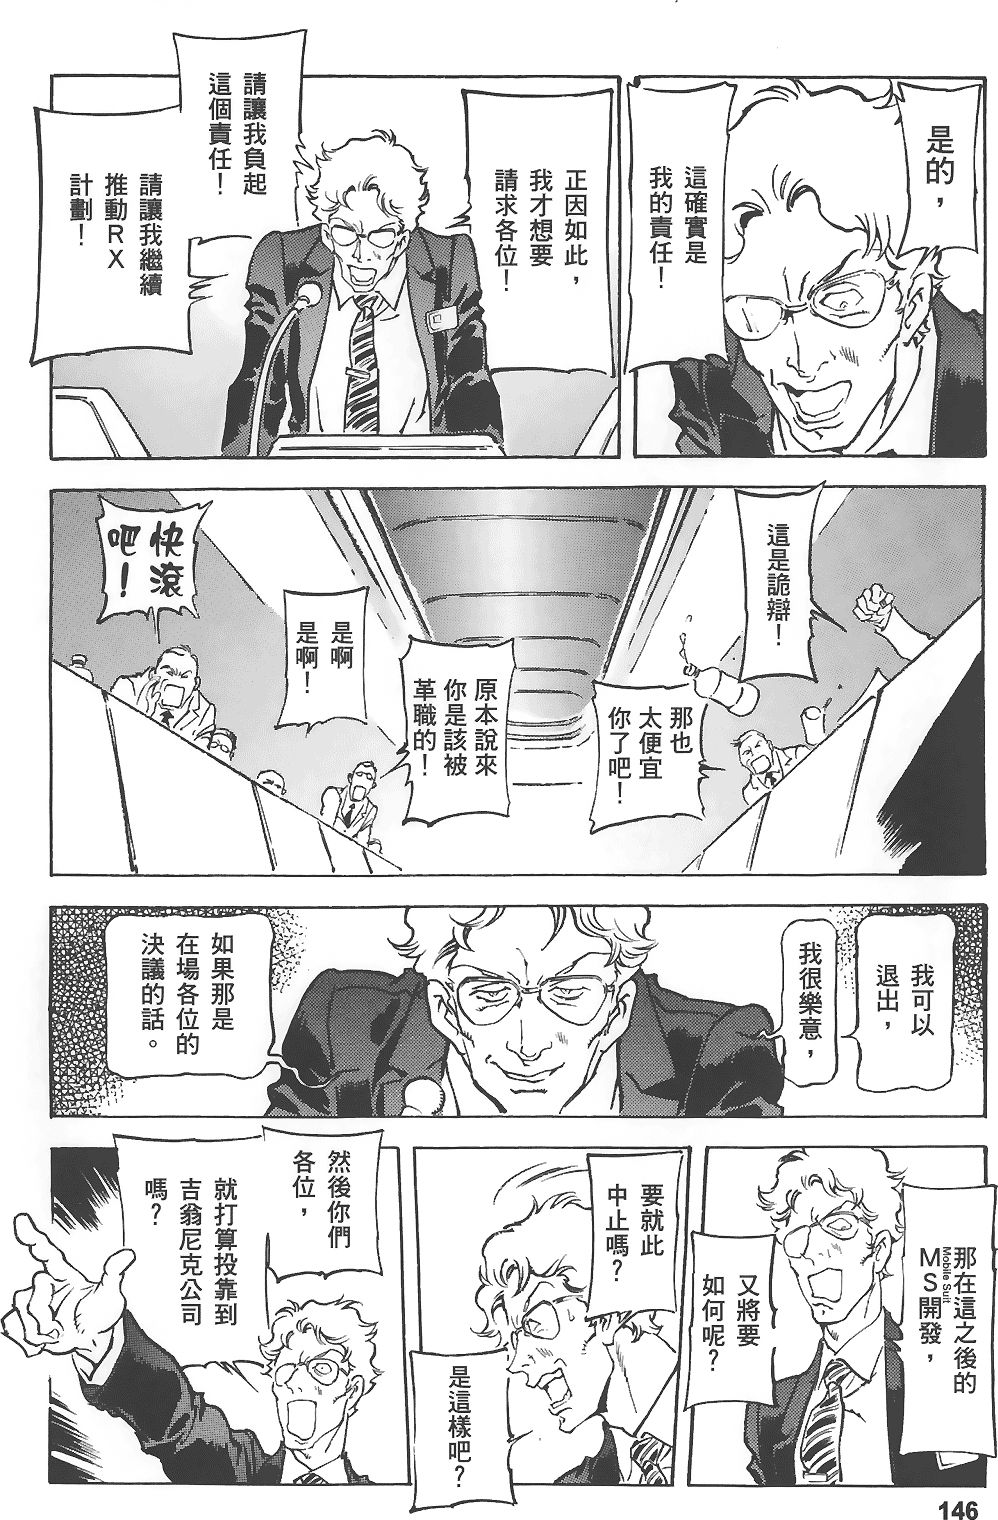 是的，
這確實是
我的責任！
正因如此，
我才想要
請求各位！
請讓我負起
這個責任！
請讓我繼續
推動RX
計劃！
這是詭辯！
那也
太便宜
你了吧！
原本說來
你是該被
革職的！
是啊
是啊！
快滾
吧！
我可以
退出，
我很樂意，
如果那是
在場各位的
決議的話。
那在這之後的
Mobile Suit
MS開發，
又將要
如何呢？
要就此
中止嗎？
是這樣吧？
然後你們
各位，
就打算投靠到
吉翁尼克公司
嗎？
146